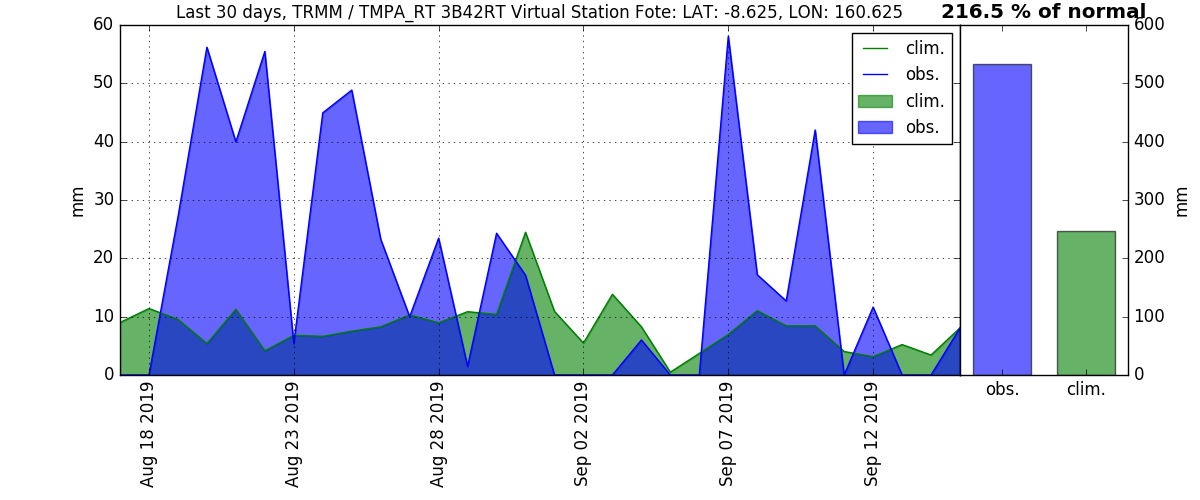 Last 30 days, TRMM / TMPA_RT 3B42RT Virtual Station Fote: LAT: -8.625, LON: 160.625
216.5 % of normal
60
50
40
30
20
10
0
mm
clim.
obs.
clim.
obs.
600
500
400
300
200
100
0
mm
obs.
clim.
Aug 18 2019
Aug 23 2019
Aug 28 2019
Sep 02 2019
Sep 07 2019
Sep 12 2019